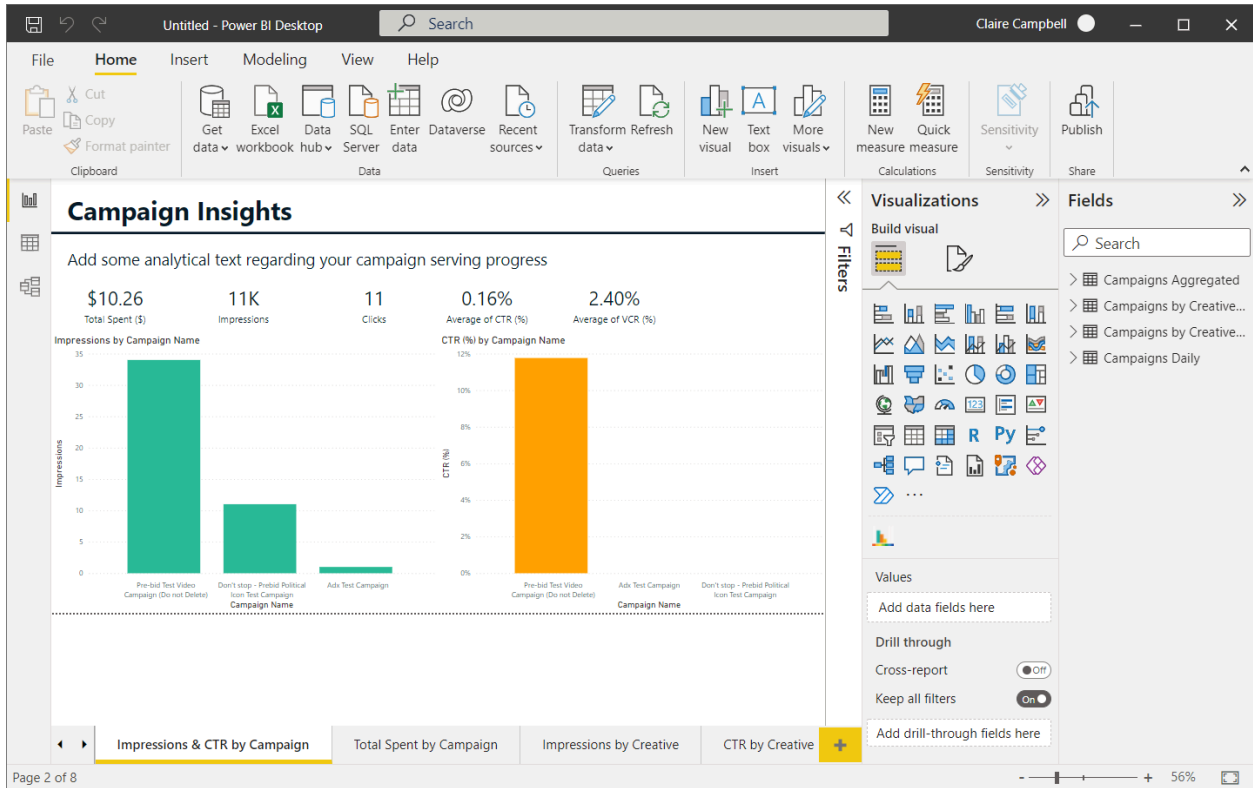 Untitled - Power BI Desktop
Search
Claire Campbell
File Home Insert Modeling View Help
Paste
Cut
Copy
Format painter
Clipboard
Get data
Excel workbook
Data hub
SQL Server
Enter data
Dataverse
Recent sources
Data
Transform data
Refresh
Queries
New visual
Text box
More visuals
Insert
New measure
Quick measure
Calculations
Sensitivity
Sensitivity
Publish
Share
Campaign Insights
Add some analytical text regarding your campaign serving progress
$10.26 11K 11 0.16% 2.40%
Total Spent ($) Impressions Clicks Average of CTR (%) Average of VCR (%)
Impressions by Campaign Name
35
30
25
20
15
10
5
0
Impressions
Pre-bid Test Video Campaign (Do not Delete)
Don't stop - Prebid Political Icon Test Campaign
Adx Test Campaign
Campaign Name
CTR (%) by Campaign Name
12%
10%
8%
6%
4%
2%
0%
CTR (%)
Pre-bid Test Video Campaign (Do not Delete)
Adx Test Campaign
Don't stop - Prebid Political Icon Test Campaign
Campaign Name
Filters
Visualizations
Build visual
123
R
Py
...
Values
Add data fields here
Drill through
Cross-report
Off
Keep all filters
On
Add drill-through fields here
Fields
Search
Campaigns Aggregated
Campaigns by Creative...
Campaigns by Creative...
Campaigns Daily
Impressions & CTR by Campaign
Total Spent by Campaign
Impressions by Creative
CTR by Creative
+
Page 2 of 8
- + 56%